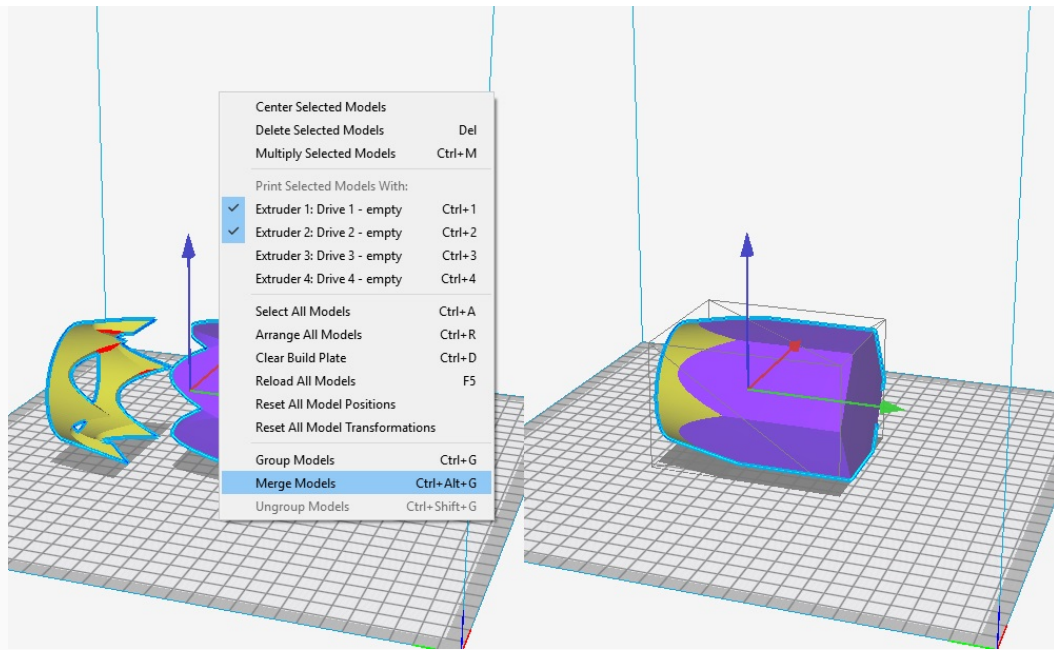 Center Selected Models
Delete Selected Models Del
Multiply Selected Models Ctrl+M
Print Selected Models With:
Extruder 1: Drive 1 - empty Ctrl+1
Extruder 2: Drive 2 - empty Ctrl+2
Extruder 3: Drive 3 - empty Ctrl+3
Extruder 4: Drive 4 - empty Ctrl+4
Select All Models Ctrl+A
Arrange All Models Ctrl+R
Clear Build Plate Ctrl+D
Reload All Models F5
Reset All Model Positions
Reset All Model Transformations
Group Models Ctrl+G
Merge Models Ctrl+Alt+G
Ungroup Models Ctrl+Shift+G